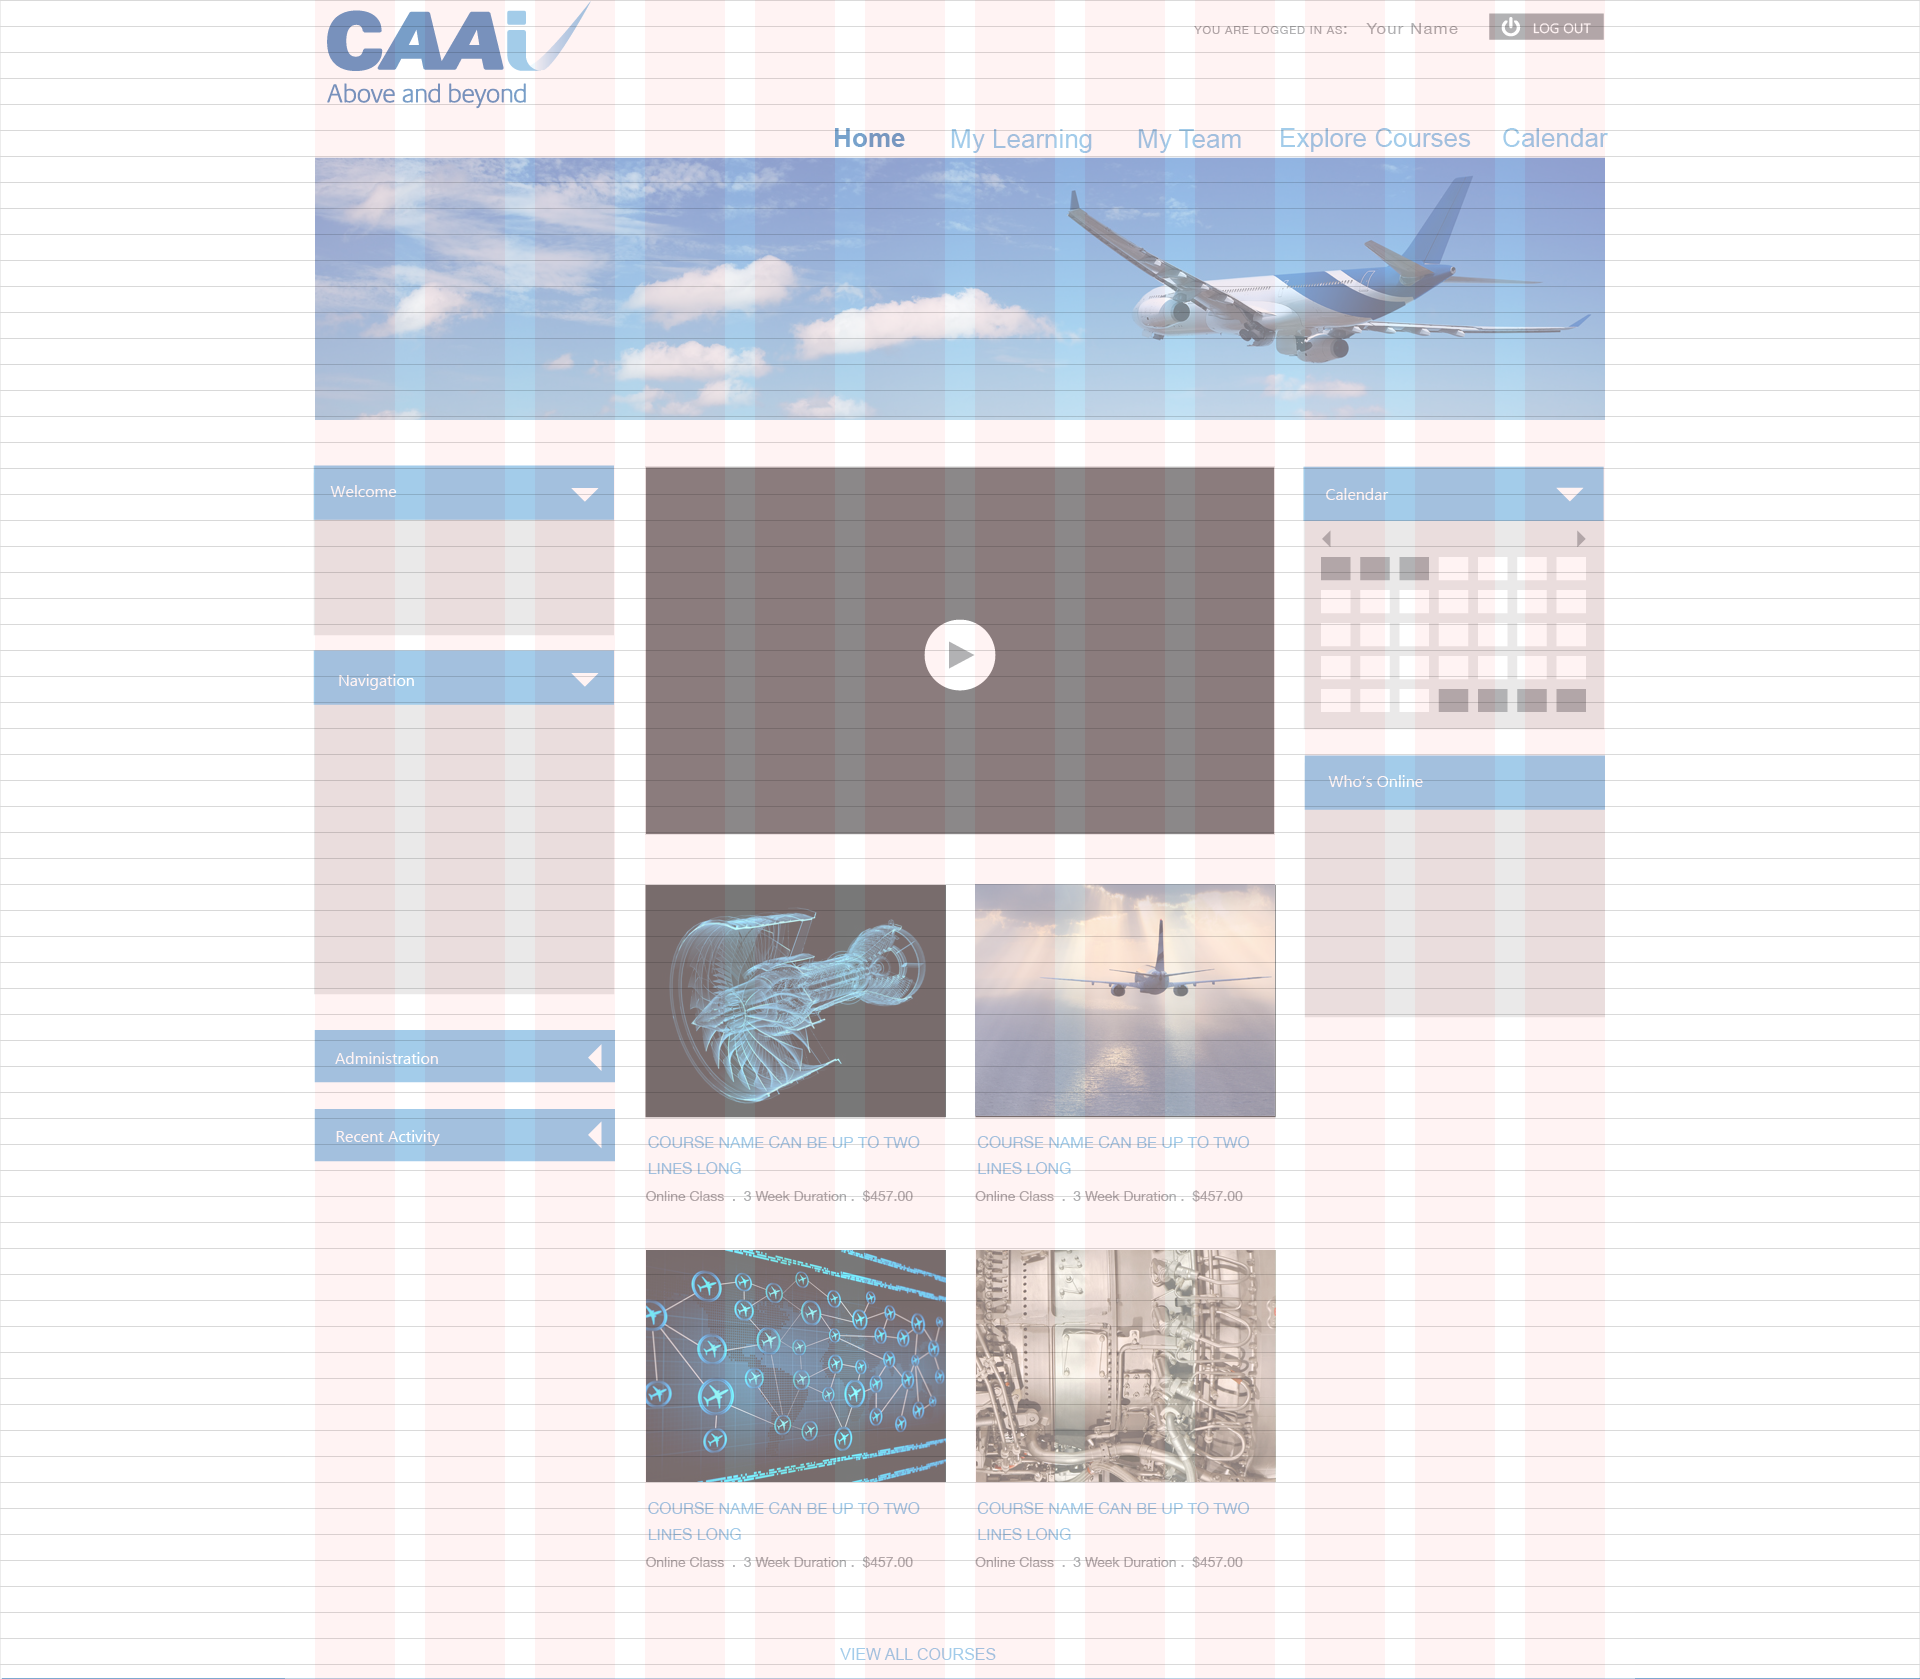 CAAi
Above and beyond
YOU ARE LOGGED IN AS: Your Name LOG OUT
Home My Learning My Team Explore Courses Calendar
Welcome
Navigation
Administration
Recent Activity
Calendar
Who's Online
COURSE NAME CAN BE UP TO TWO
LINES LONG
Online Class . 3 Week Duration . $457.00
COURSE NAME CAN BE UP TO TWO
LINES LONG
Online Class . 3 Week Duration . $457.00
COURSE NAME CAN BE UP TO TWO
LINES LONG
Online Class . 3 Week Duration . $457.00
COURSE NAME CAN BE UP TO TWO
LINES LONG
Online Class . 3 Week Duration . $457.00
VIEW ALL COURSES